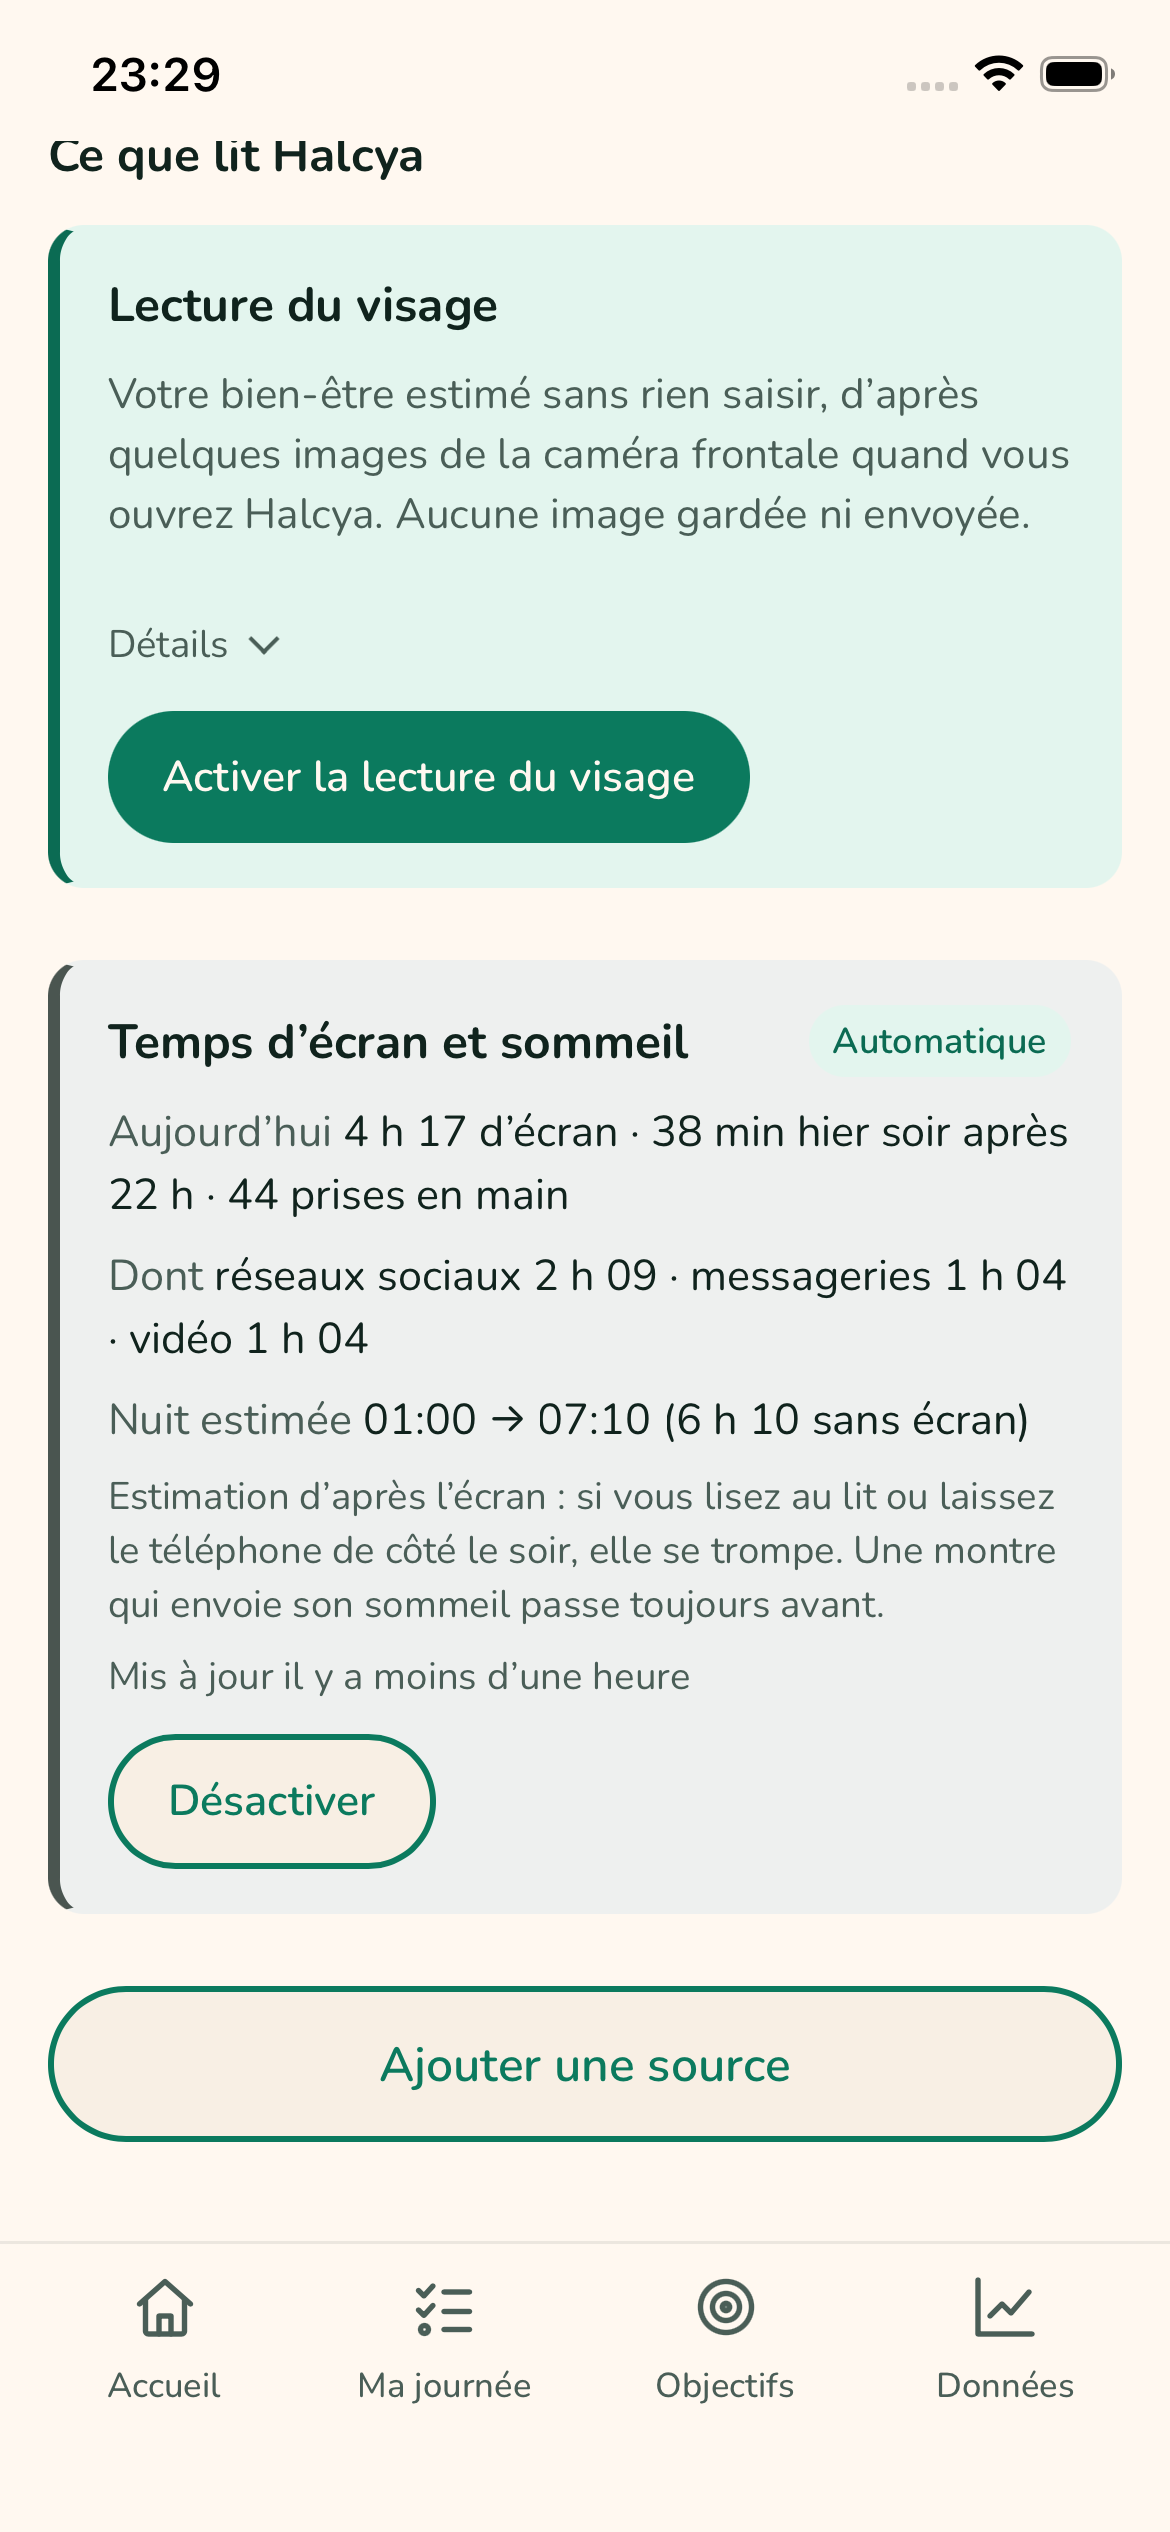 23:29
Ce que lit Halcya
Lecture du visage
Votre bien-être estimé sans rien saisir, d’après
quelques images de la caméra frontale quand vous
ouvrez Halcya. Aucune image gardée ni envoyée.
Détails
Activer la lecture du visage
Temps d’écran et sommeil
Automatique
Aujourd’hui 4 h 17 d’écran · 38 min hier soir après
22 h · 44 prises en main
Dont réseaux sociaux 2 h 09 · messageries 1 h 04
· vidéo 1 h 04
Nuit estimée 01:00 → 07:10 (6 h 10 sans écran)
Estimation d’après l’écran : si vous lisez au lit ou laissez
le téléphone de côté le soir, elle se trompe. Une montre
qui envoie son sommeil passe toujours avant.
Mis à jour il y a moins d’une heure
Désactiver
Ajouter une source
Accueil
Ma journée
Objectifs
Données